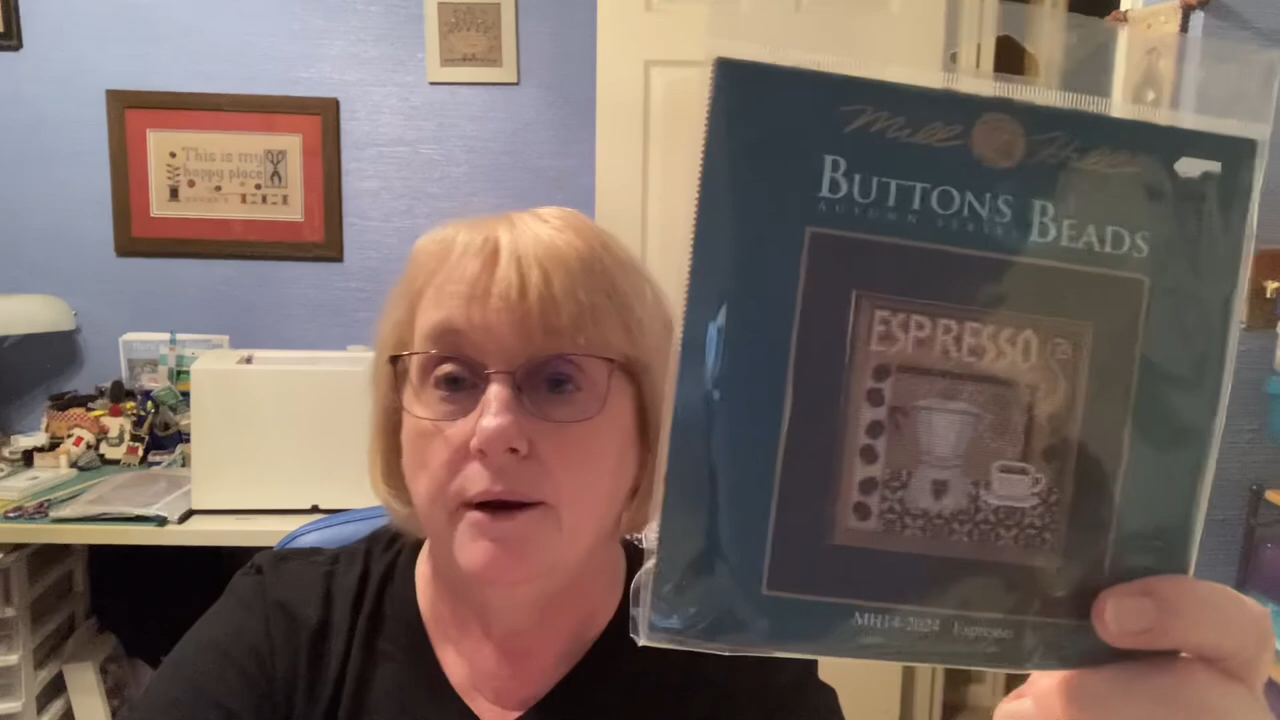 This is my
happy place
Mill Hill
BUTTONS BEADS
AUTUMN SERIES
ESPRESSO
MH14-2024 Espresso